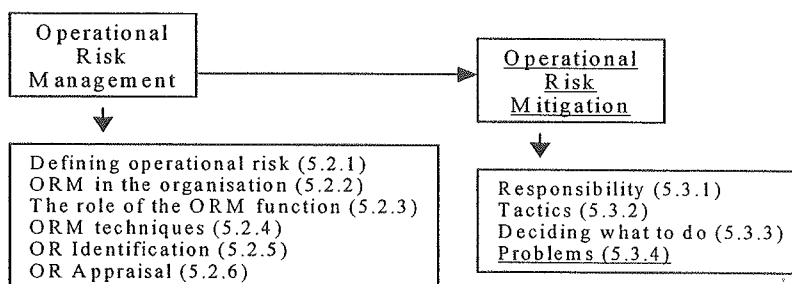 Operational
Risk
Management
Operational
Risk
Mitigation
Defining operational risk (5.2.1)
ORM in the organisation (5.2.2)
The role of the ORM function (5.2.3)
ORM techniques (5.2.4)
OR Identification (5.2.5)
OR Appraisal (5.2.6)
Responsibility (5.3.1)
Tactics (5.3.2)
Deciding what to do (5.3.3)
Problems (5.3.4)